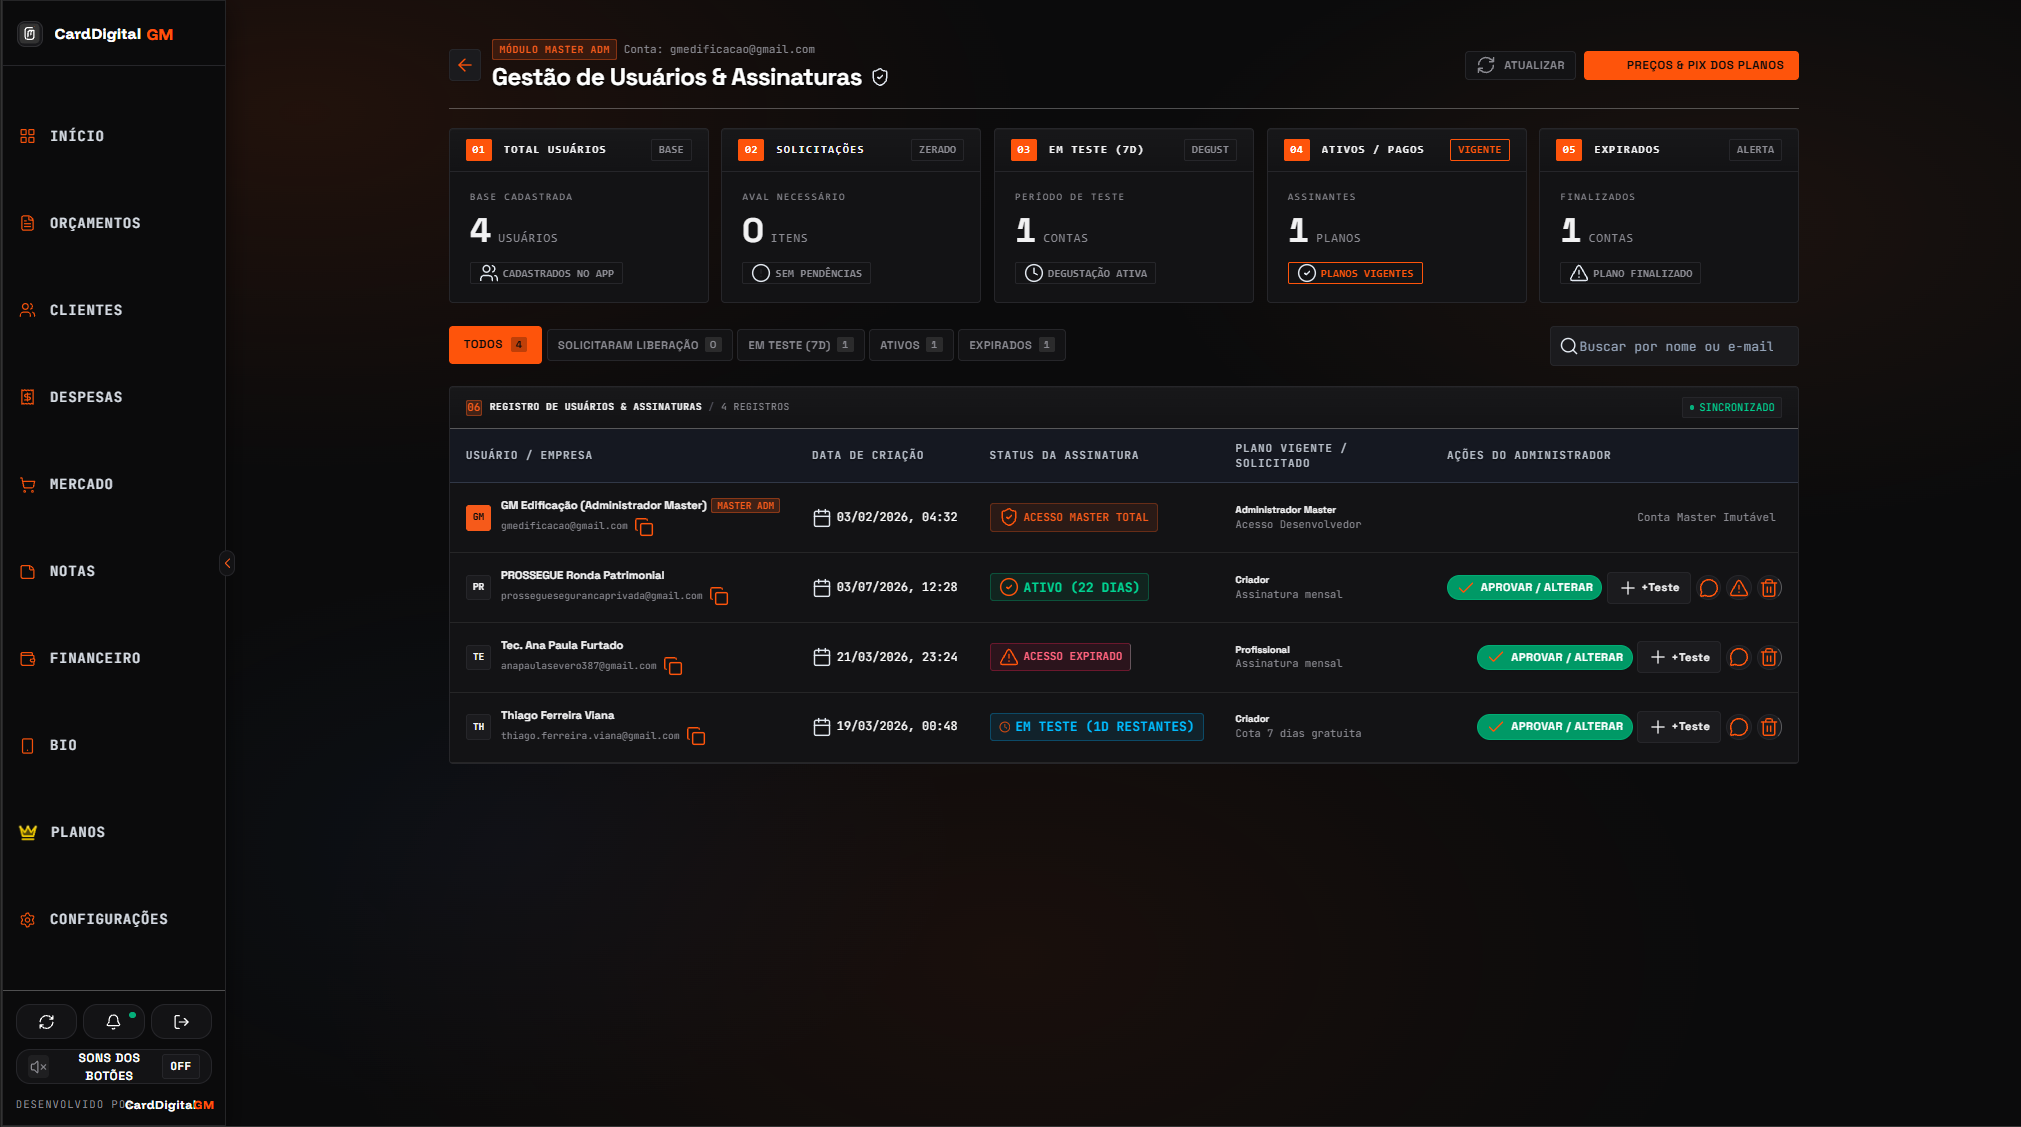 CardDigital GM
INÍCIO
ORÇAMENTOS
CLIENTES
DESPESAS
MERCADO
NOTAS
FINANCEIRO
BIO
PLANOS
CONFIGURAÇÕES
SONS DOS BOTÕES
OFF
DESENVOLVIDO PO CardDigital GM
MÓDULO MASTER ADM Conta: gmedificacao@gmail.com
Gestão de Usuários & Assinaturas
ATUALIZAR
PREÇOS & PIX DOS PLANOS
01 TOTAL USUÁRIOS BASE
BASE CADASTRADA
4 USUÁRIOS
CADASTRADOS NO APP
02 SOLICITAÇÕES ZERADO
AVAL NECESSÁRIO
0 ITENS
SEM PENDÊNCIAS
03 EM TESTE (7D) DEGUST
PERÍODO DE TESTE
1 CONTAS
DEGUSTAÇÃO ATIVA
04 ATIVOS / PAGOS VIGENTE
ASSINANTES
1 PLANOS
PLANOS VIGENTES
05 EXPIRADOS ALERTA
FINALIZADOS
1 CONTAS
PLANO FINALIZADO
TODOS 4
SOLICITARAM LIBERAÇÃO 0
EM TESTE (7D) 1
ATIVOS 1
EXPIRADOS 1
Buscar por nome ou e-mail
06 REGISTRO DE USUÁRIOS & ASSINATURAS / 4 REGISTROS
SINCRONIZADO
USUÁRIO / EMPRESA
DATA DE CRIAÇÃO
STATUS DA ASSINATURA
PLANO VIGENTE /
SOLICITADO
AÇÕES DO ADMINISTRADOR
GM
GM Edificação (Administrador Master) MASTER ADM
gmedificacao@gmail.com
03/02/2026, 04:32
ACESSO MASTER TOTAL
Administrador Master
Acesso Desenvolvedor
Conta Master Imutável
PR
PROSSEGUE Ronda Patrimonial
prosseguesegurancaprivada@gmail.com
03/07/2026, 12:28
ATIVO (22 DIAS)
Criador
Assinatura mensal
APROVAR / ALTERAR
+Teste
TE
Tec. Ana Paula Furtado
anapaulasevero387@gmail.com
21/03/2026, 23:24
ACESSO EXPIRADO
Profissional
Assinatura mensal
APROVAR / ALTERAR
+Teste
TH
Thiago Ferreira Viana
thiago.ferreira.viana@gmail.com
19/03/2026, 00:48
EM TESTE (1D RESTANTES)
Criador
Cota 7 dias gratuita
APROVAR / ALTERAR
+Teste